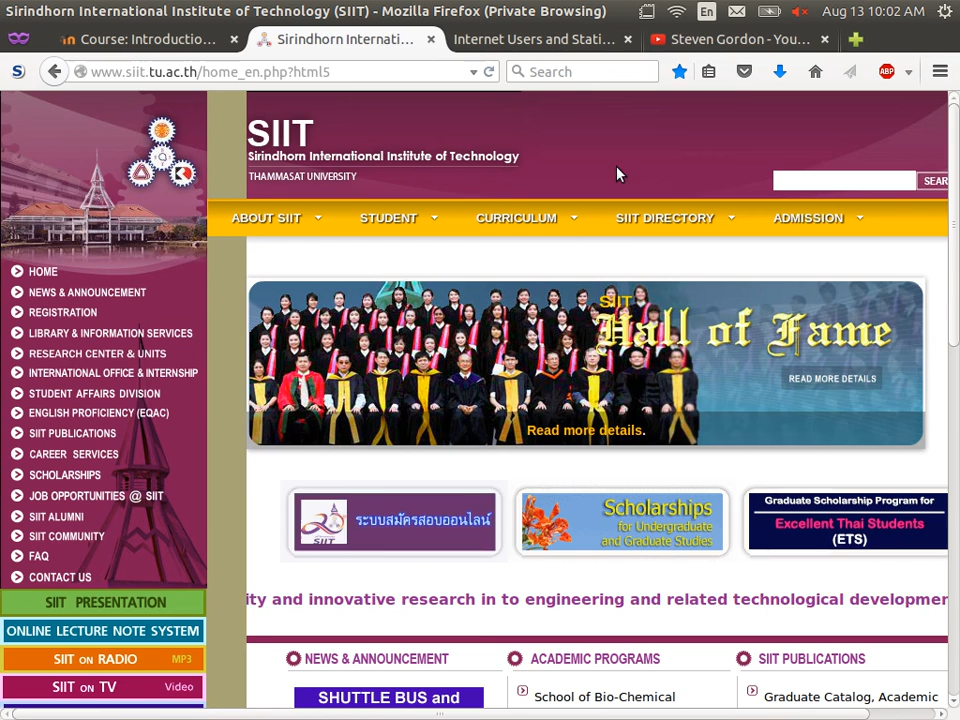 Sirindhorn International Institute of Technology (SIIT) - Mozilla Firefox (Private Browsing)
En
Aug 13 10:02 AM
Course: Introductio...
Sirindhorn Internati...
Internet Users and Stati...
Steven Gordon - You...
www.siit.tu.ac.th/home_en.php?html5
Search
ABP
SIIT
Sirindhorn International Institute of Technology
THAMMASAT UNIVERSITY
SEAR
ABOUT SIIT
STUDENT
CURRICULUM
SIIT DIRECTORY
ADMISSION
HOME
NEWS & ANNOUNCEMENT
REGISTRATION
LIBRARY & INFORMATION SERVICES
RESEARCH CENTER & UNITS
INTERNATIONAL OFFICE & INTERNSHIP
STUDENT AFFAIRS DIVISION
ENGLISH PROFICIENCY (EQAC)
SIIT PUBLICATIONS
CAREER SERVICES
SCHOLARSHIPS
JOB OPPORTUNITIES @ SIIT
SIIT ALUMNI
SIIT COMMUNITY
FAQ
CONTACT US
SIIT PRESENTATION
ONLINE LECTURE NOTE SYSTEM
SIIT ON RADIO MP3
SIIT ON TV Video
SIIT
Hall of Fame
READ MORE DETAILS
Read more details.
SIIT
ระบบสมัครสอบออนไลน์
Scholarships
for Undergraduate
and Graduate Studies
Graduate Scholarship Program for
Excellent Thai Students
(ETS)
ity and innovative research in to engineering and related technological developmen
NEWS & ANNOUNCEMENT
SHUTTLE BUS and
ACADEMIC PROGRAMS
School of Bio-Chemical
SIIT PUBLICATIONS
Graduate Catalog, Academic